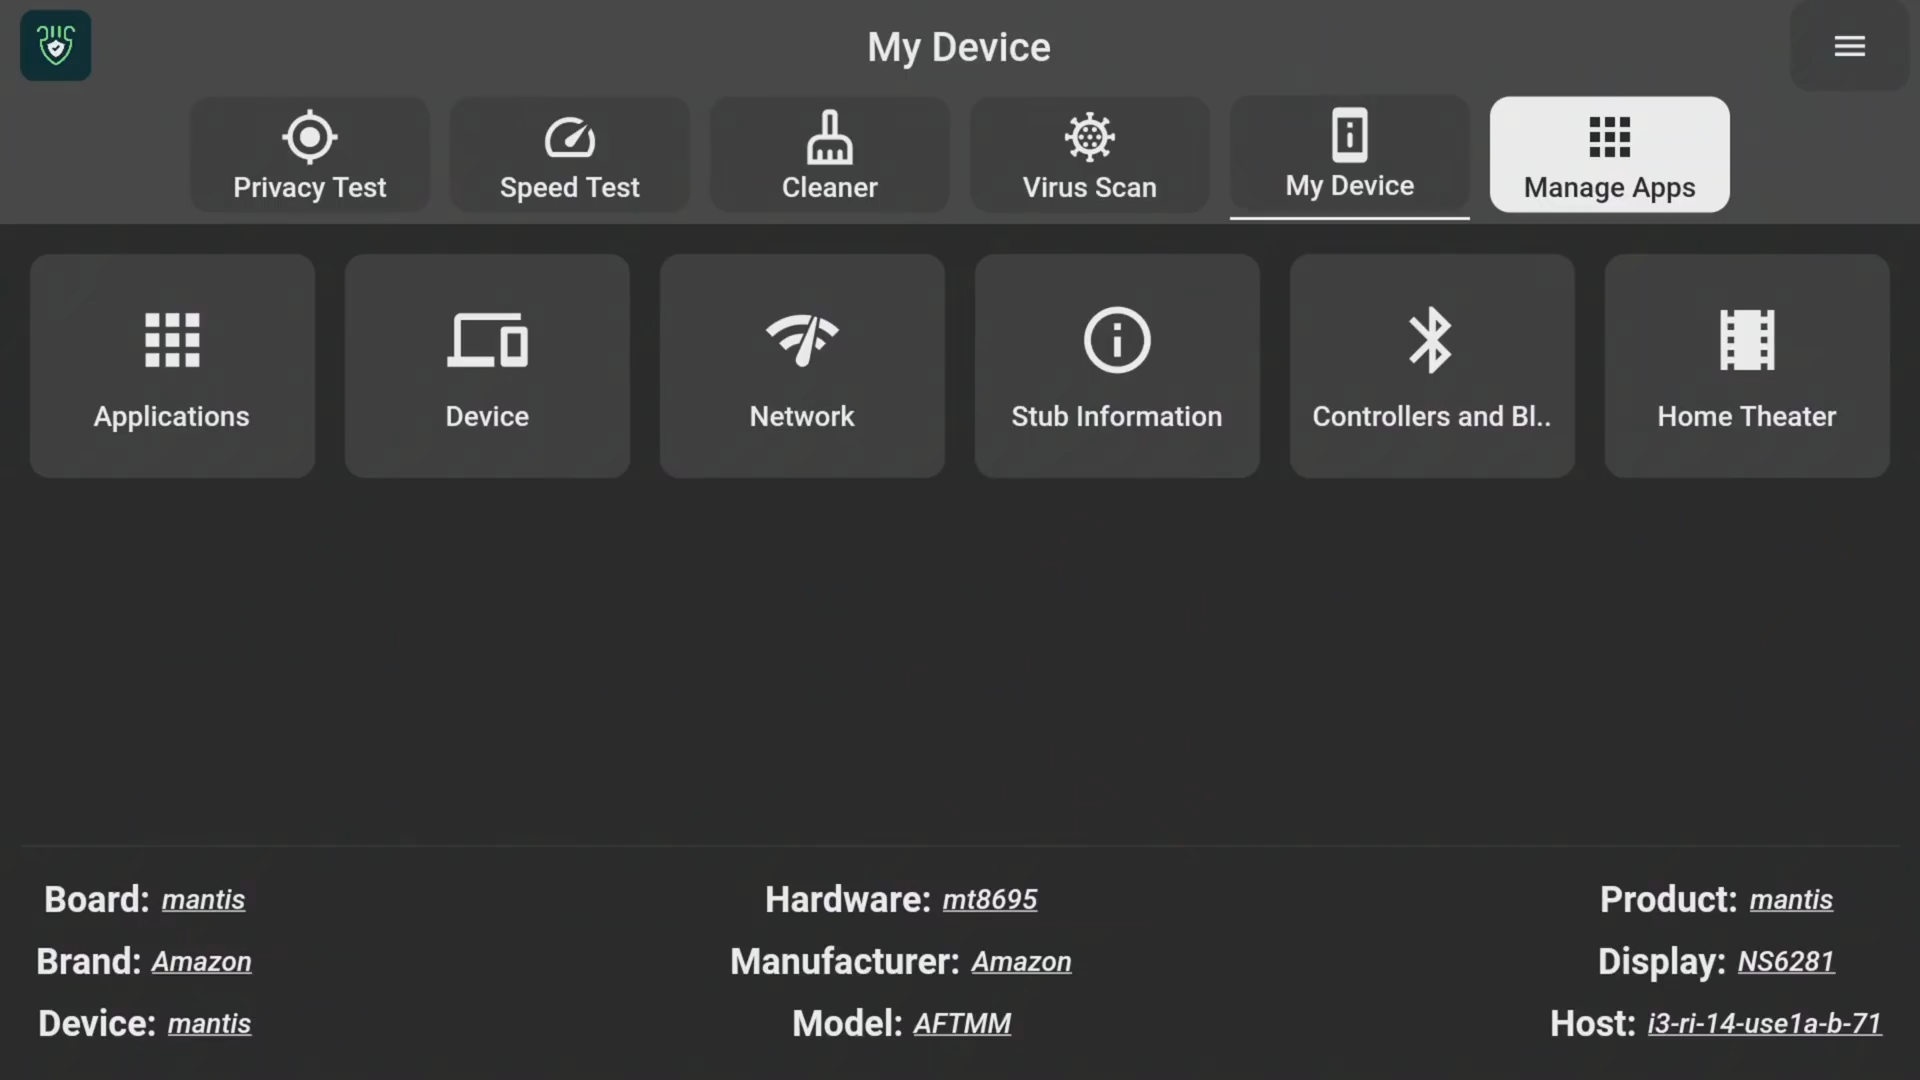 My Device
Privacy Test
Speed Test
Cleaner
Virus Scan
My Device
Manage Apps
Applications
Device
Network
Stub Information
Controllers and Bl..
Home Theater
Board: mantis
Hardware: mt8695
Product: mantis
Brand: Amazon
Manufacturer: Amazon
Display: NS6281
Device: mantis
Model: AFTMM
Host: i3-ri-14-use1a-b-71